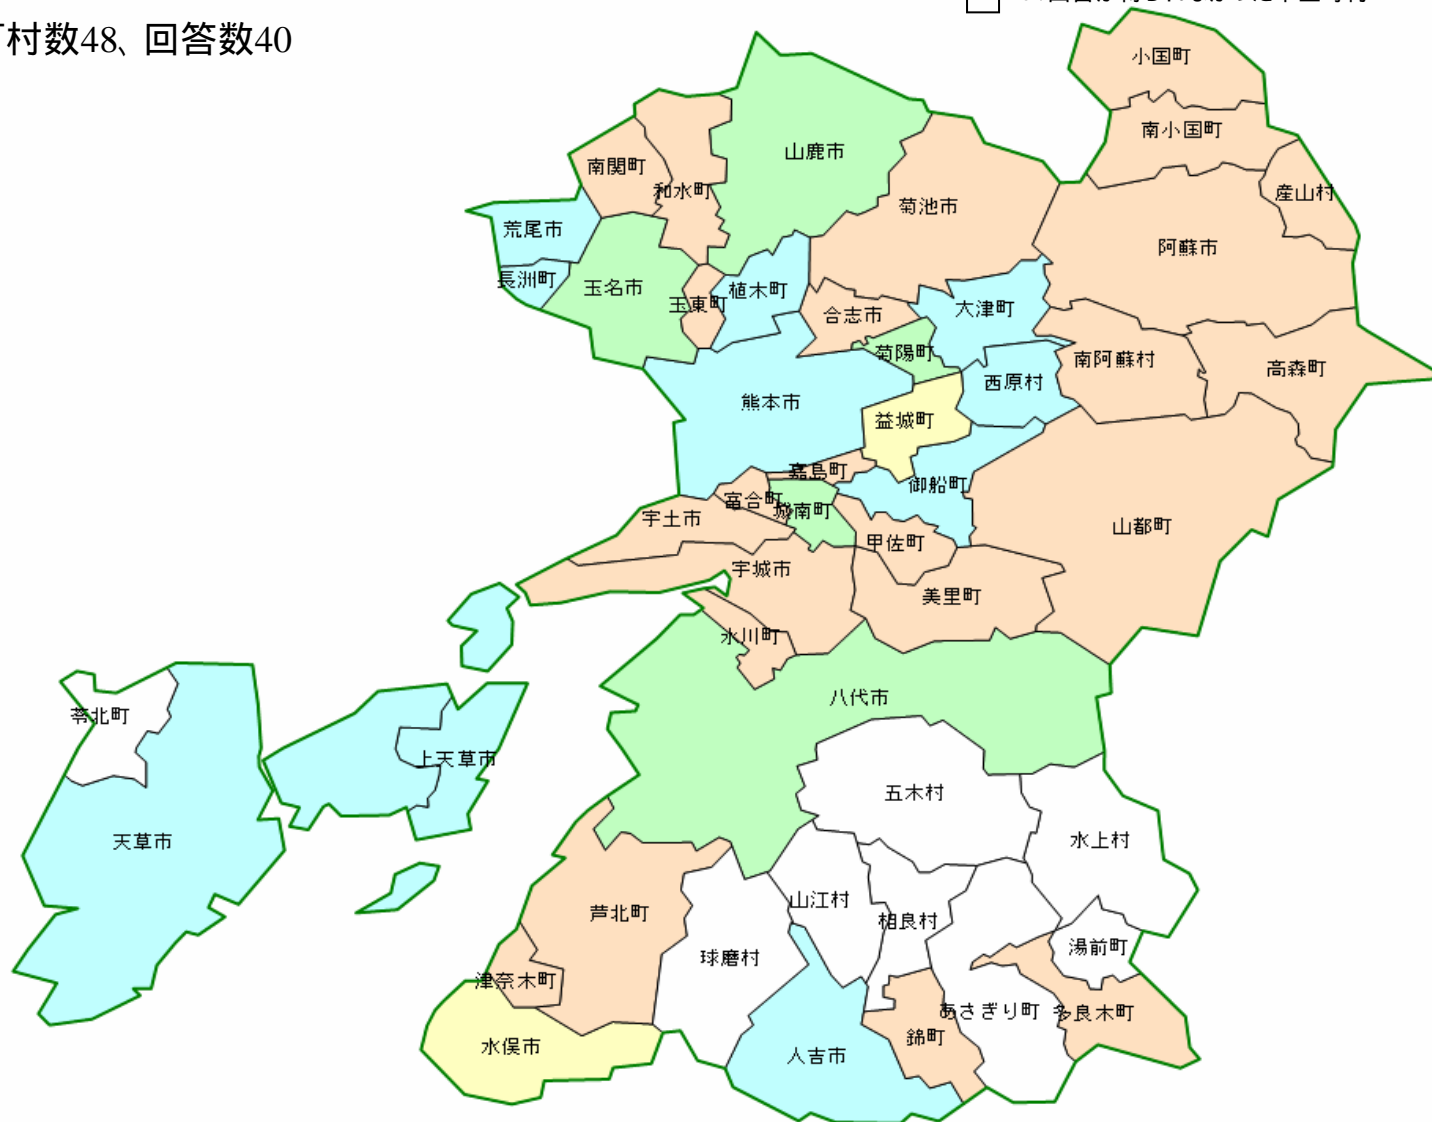 村数48、回答数40
小国町
南小国町
山鹿市
南関町
和水町
産山村
菊池市
荒尾市
阿蘇市
長洲町
玉名市
植木町
玉東町
大津町
合志市
菊陽町
南阿蘇村
高森町
西原村
熊本市
益城町
嘉島町
御船町
富合町
城南町
宇土市
山都町
甲佐町
宇城市
美里町
氷川町
八代市
苓北町
上天草市
五木村
天草市
水上村
山江村
芦北町
相良村
湯前町
球磨村
津奈木町
あさぎり町
多良木町
錦町
水俣市
人吉市